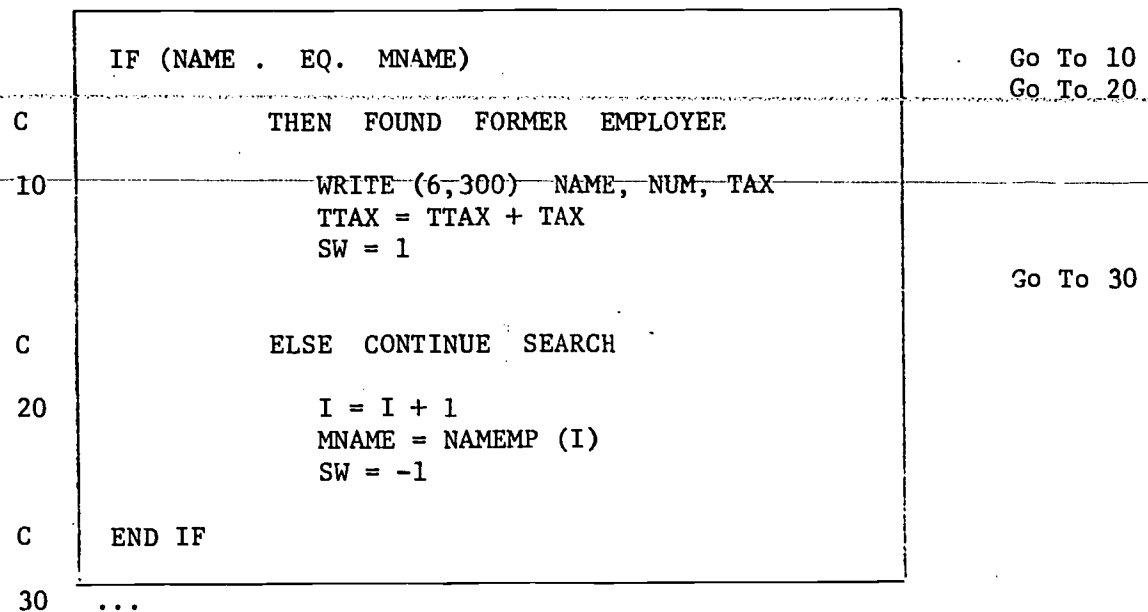 IF (NAME . EQ. MNAME) Go To 10
Go To 20
C THEN FOUND FORMER EMPLOYEE
10 WRITE (6,300) NAME, NUM, TAX
TTAX = TTAX + TAX
SW = 1
Go To 30
C ELSE CONTINUE SEARCH
20 I = I + 1
MNAME = NAMEMP (I)
SW = -1
C END IF
30 ...